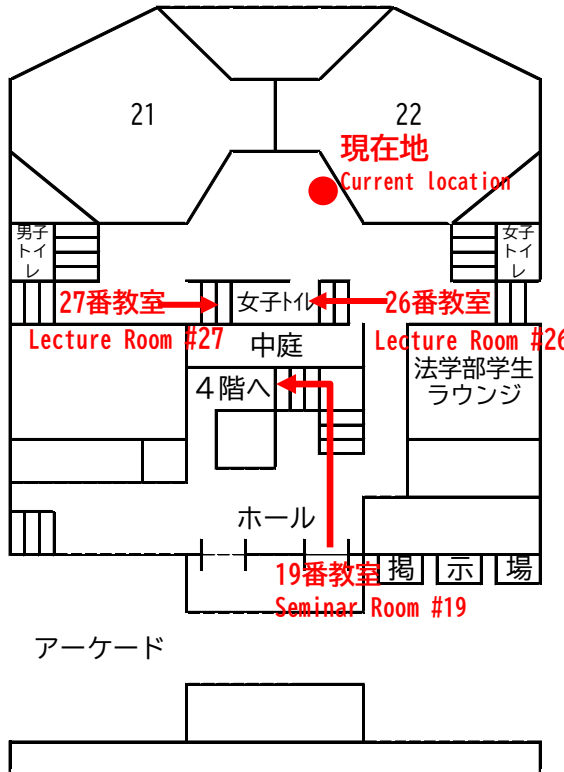 21
22
現在地
Current location
男子
トイ
レ
女子
トイ
レ
27番教室
女子トイレ
26番教室
Lecture Room #27
Lecture Room #26
中庭
4階へ
法学部学生
ラウンジ
ホール
19番教室
掲 示 場
Seminar Room #19
アーケード